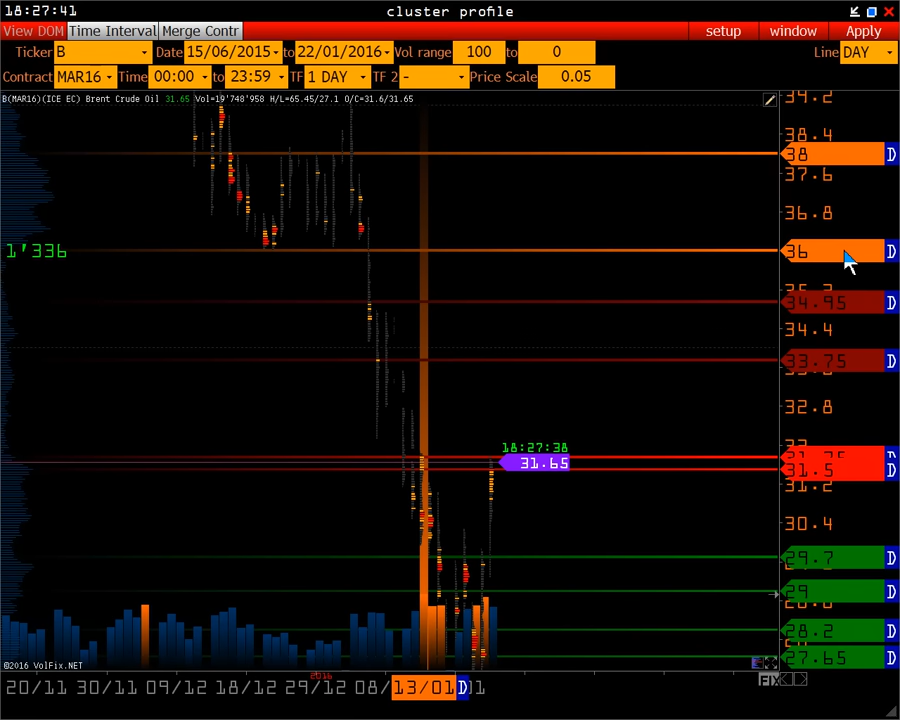 18:27:41 cluster profile
View DOM Time Interval Merge Contr setup window Apply
Ticker B Date 15/06/2015 to 22/01/2016 Vol range 100 to 0 Line DAY
Contract MAR16 Time 00:00 to 23:59 TF 1 DAY TF 2 - Price Scale 0.05
B(MAR16)(ICE EC) Brent Crude Oil 31.65 Vol=19'748'958 H/L=65.45/27.1 O/C=31.6/31.65
39.2
38.4
38 D
37.6
36.8
1'336
36 D
34.95 D
34.4
33.75 D
32.8
18:27:38
31.65
31.5 D
31.2
30.4
29.7 D
29 D
28.2 D
27.65 D
©2016 VolFix.NET
2016
FIX
20/11 30/11 09/12 18/12 29/12 08/ 13/01 D